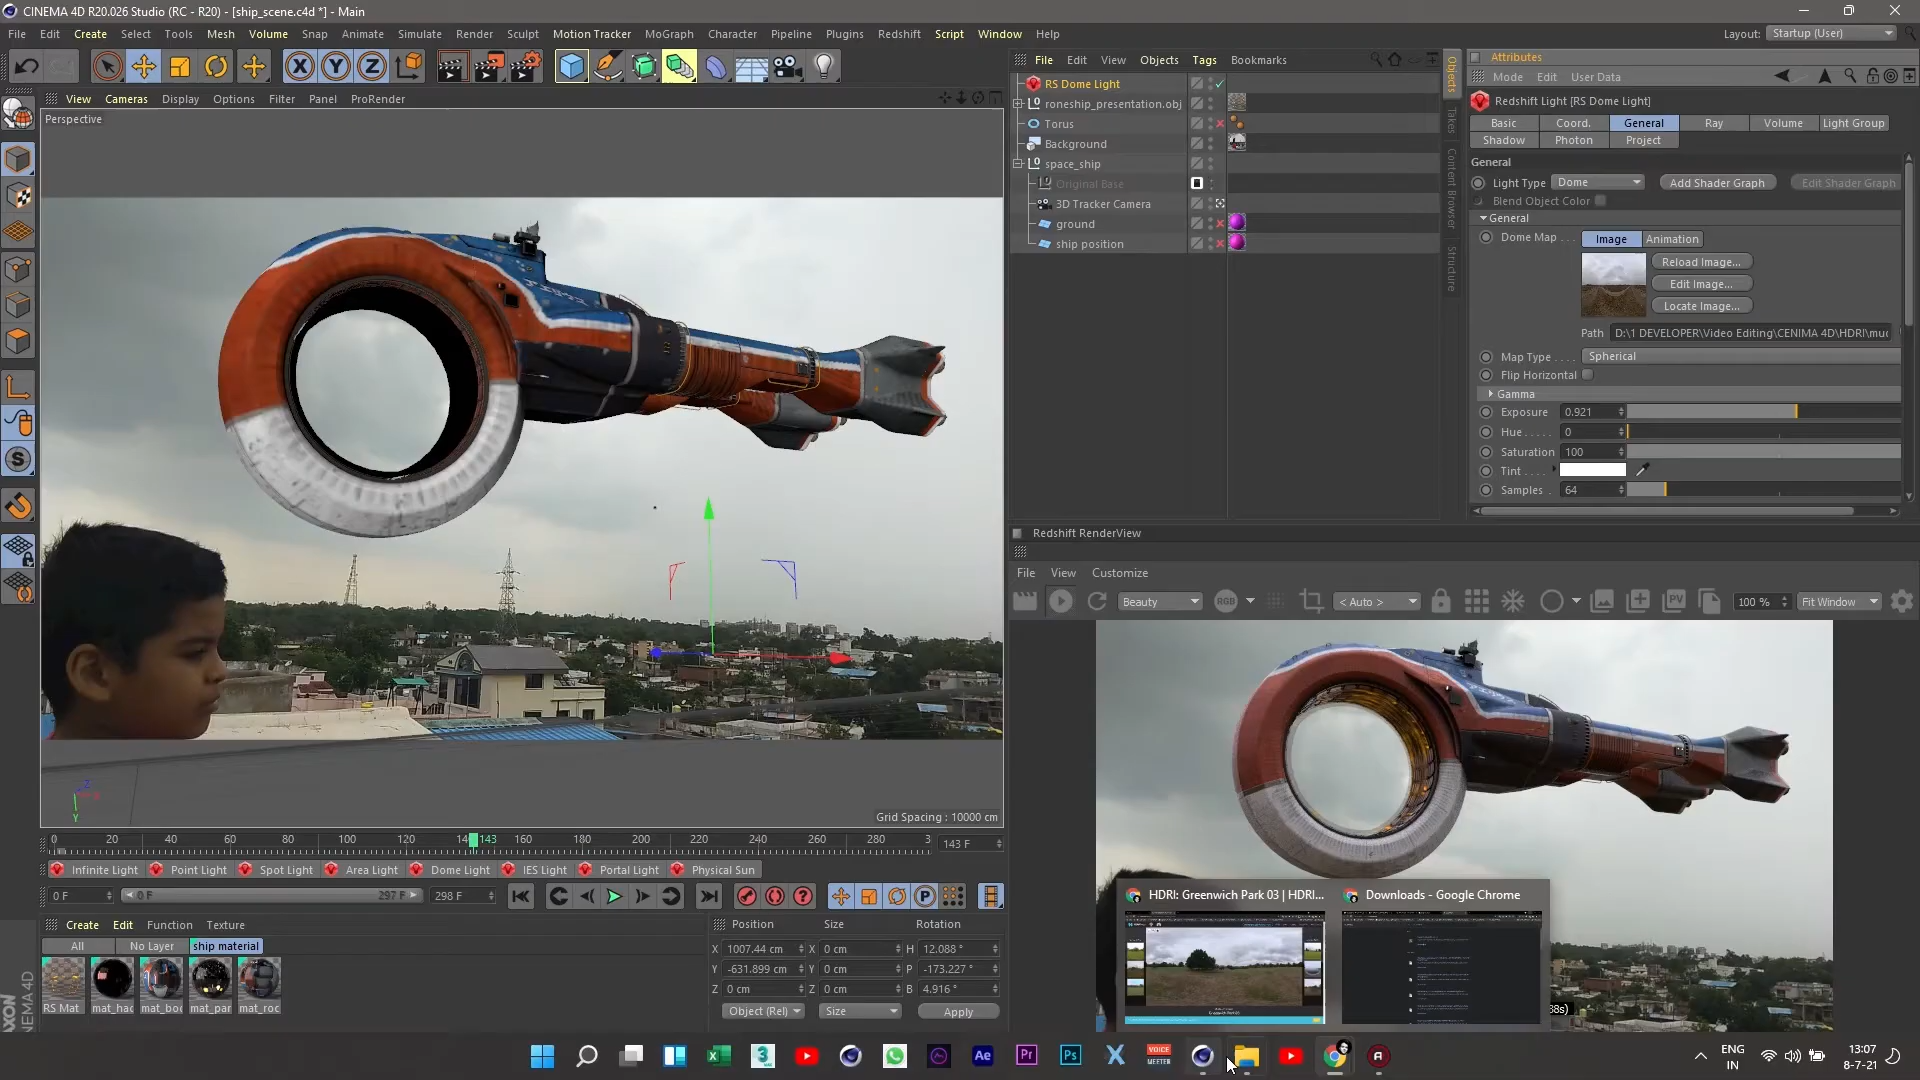 CINEMA 4D R20.026 Studio (RC - R20) - [ship_scene.c4d *] - Main
File Edit Create Select Tools Mesh Volume Snap Animate Simulate Render Sculpt Motion Tracker MoGraph Character Pipeline Plugins Redshift Script Window Help
Layout: Startup (User)
View Cameras Display Options Filter Panel ProRender
Perspective
Grid Spacing : 10000 cm
0 20 40 60 80 100 120 143 160 180 200 220 240 260 280 143 F
Infinite Light Point Light Spot Light Area Light Dome Light IES Light Portal Light Physical Sun
0 F 0 F 297 F 298 F
Create Edit Function Texture
All No Layer ship material
RS Mat mat_hac mat_boo mat_par mat_roc
Position Size Rotation
X 1007.44 cm X 0 cm H 12.088 °
Y -631.899 cm Y 0 cm P -173.227 °
Z 0 cm Z 0 cm B 4.916 °
Object (Rel) Size Apply
File Edit View Objects Tags Bookmarks
RS Dome Light
roneship_presentation.obj
Torus
Background
space_ship
Original Base
3D Tracker Camera
ground
ship position
Objects
Takes
Content Browser
Structure
Attributes
Mode Edit User Data
Redshift Light [RS Dome Light]
Basic Coord. General Ray Volume Light Group
Shadow Photon Project
General
Light Type Dome Add Shader Graph Edit Shader Graph
Blend Object Color
General
Dome Map Image Animation
Reload Image...
Edit Image...
Locate Image...
Path D:\1 DEVELOPER\Video Editing\CENIMA 4D\HDRI\muc
Map Type Spherical
Flip Horizontal
Gamma
Exposure 0.921
Hue 0
Saturation 100
Tint
Samples 64
Redshift RenderView
File View Customize
Beauty RGB < Auto > PV 100 % Fit Window
HDRI: Greenwich Park 03 | HDRI... Downloads - Google Chrome
ENG
IN
13:07
8-7-21